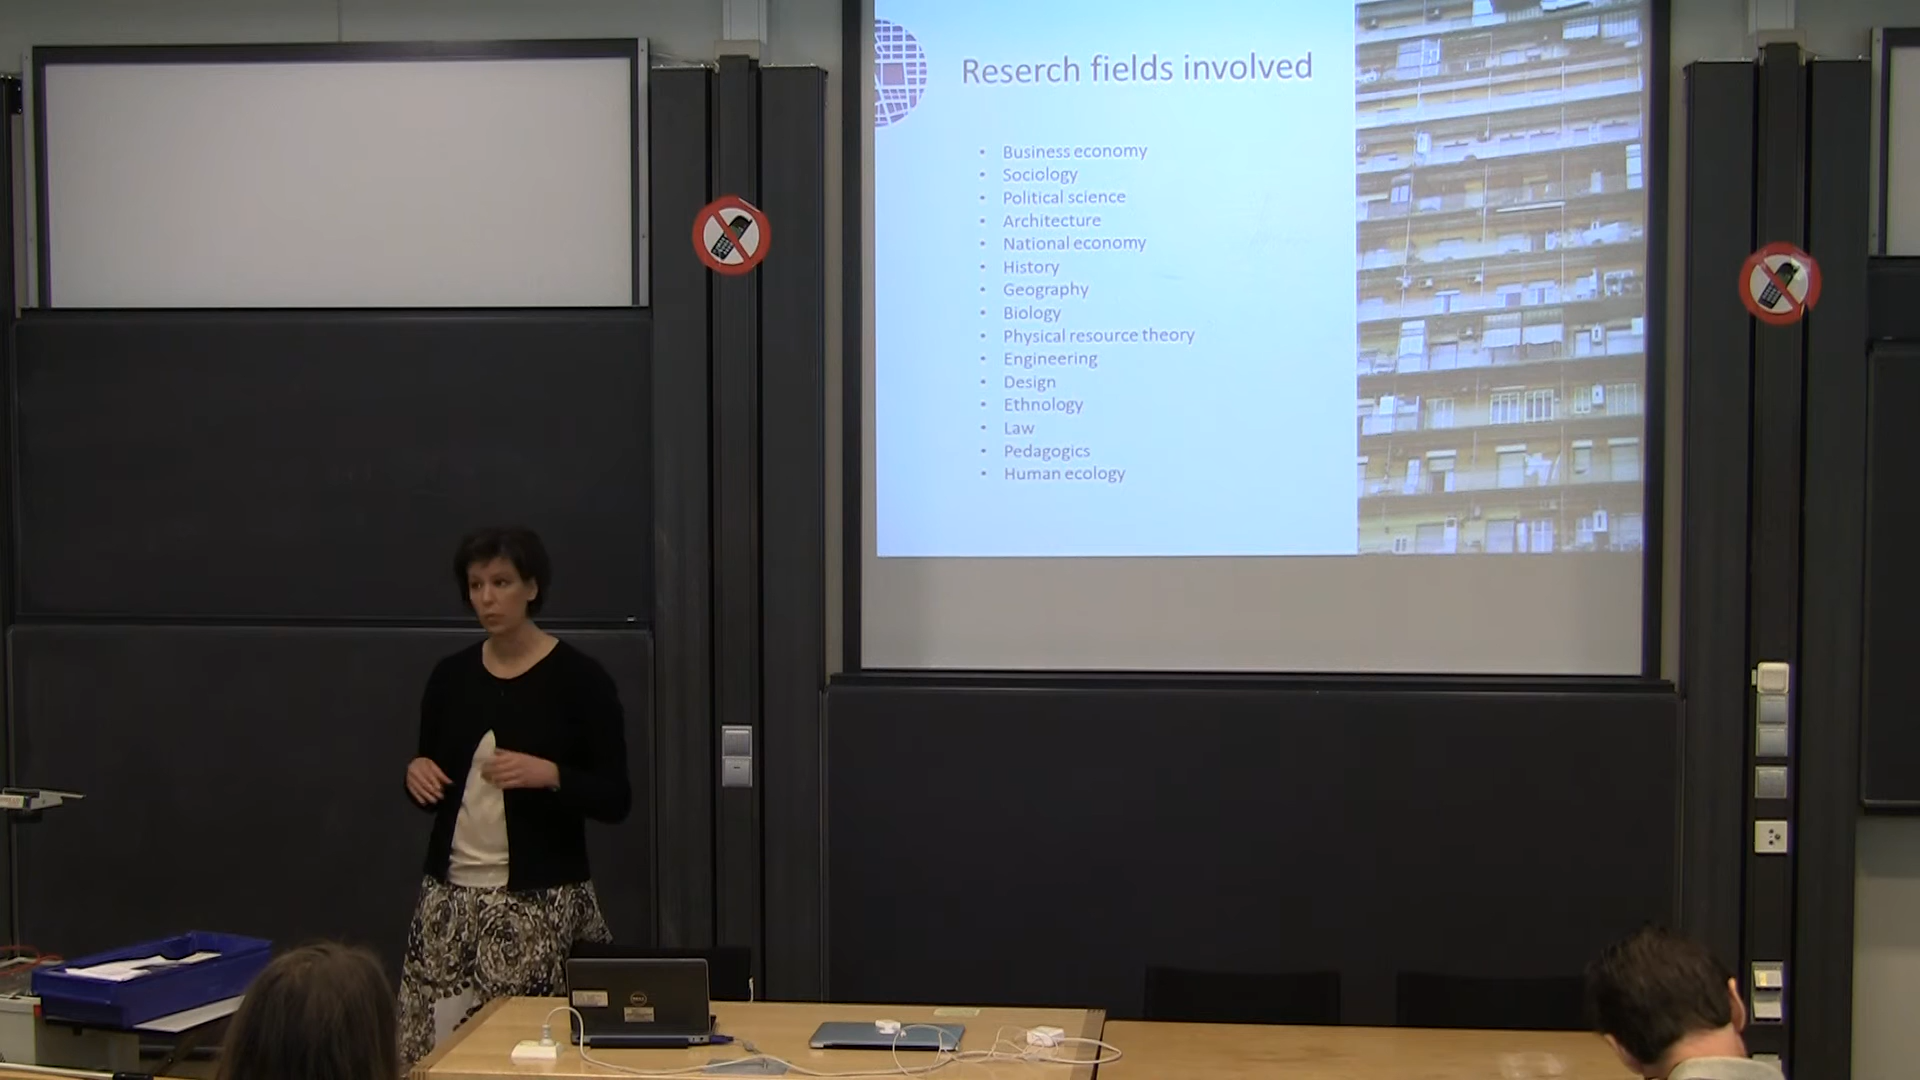 Reserch fields involved
• Business economy
• Sociology
• Political science
• Architecture
• National economy
• History
• Geography
• Biology
• Physical resource theory
• Engineering
• Design
• Ethnology
• Law
• Pedagogics
• Human ecology
DELL